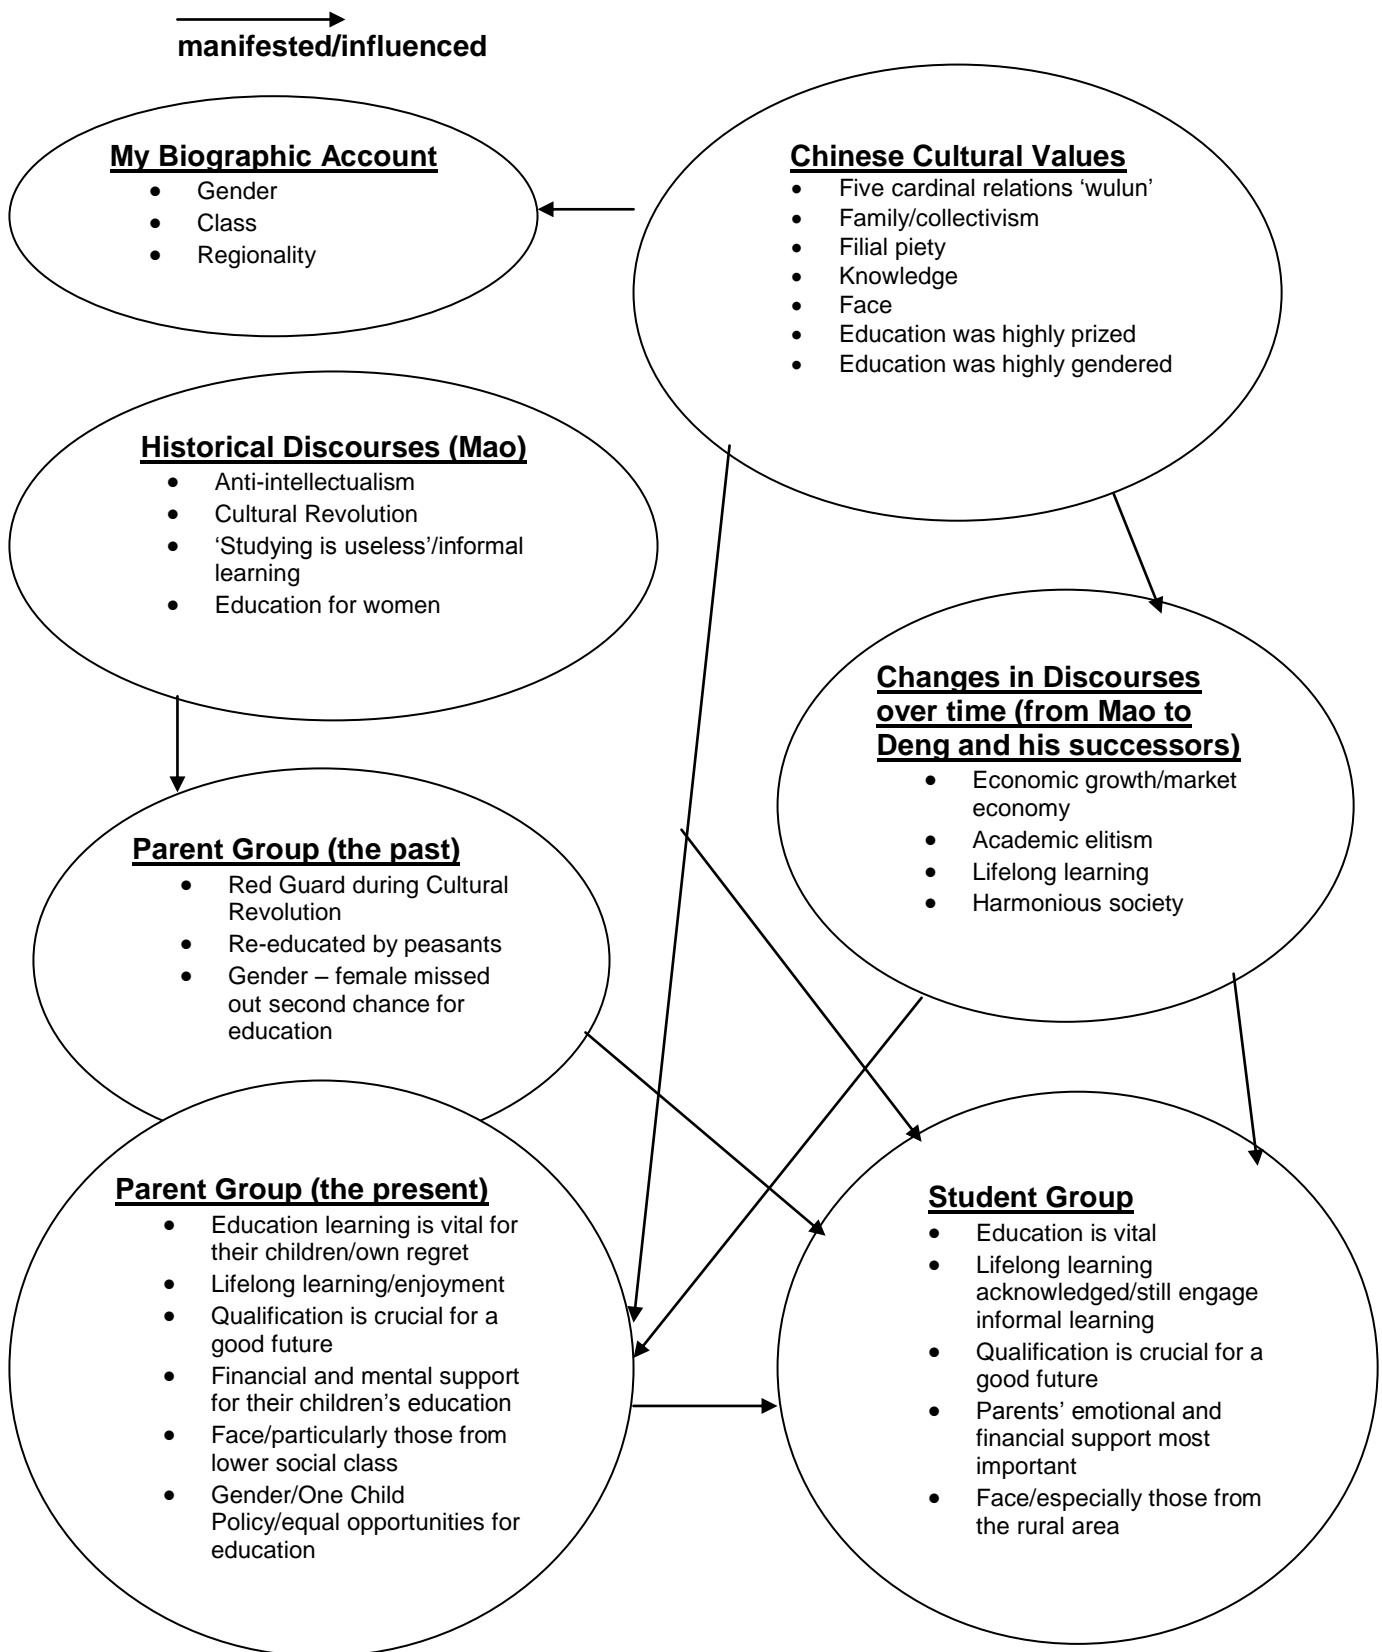 manifested/influenced
My Biographic Account
• Gender
• Class
• Regionality
Chinese Cultural Values
• Five cardinal relations ‘wulun’
• Family/collectivism
• Filial piety
• Knowledge
• Face
• Education was highly prized
• Education was highly gendered
Historical Discourses (Mao)
• Anti-intellectualism
• Cultural Revolution
• ‘Studying is useless’/informal
learning
• Education for women
Changes in Discourses
over time (from Mao to
Deng and his successors)
• Economic growth/market
economy
• Academic elitism
• Lifelong learning
• Harmonious society
Parent Group (the past)
• Red Guard during Cultural
Revolution
• Re-educated by peasants
• Gender – female missed
out second chance for
education
Parent Group (the present)
• Education learning is vital for
their children/own regret
• Lifelong learning/enjoyment
• Qualification is crucial for a
good future
• Financial and mental support
for their children’s education
• Face/particularly those from
lower social class
• Gender/One Child
Policy/equal opportunities for
education
Student Group
• Education is vital
• Lifelong learning
acknowledged/still engage
informal learning
• Qualification is crucial for a
good future
• Parents’ emotional and
financial support most
important
• Face/especially those from
the rural area